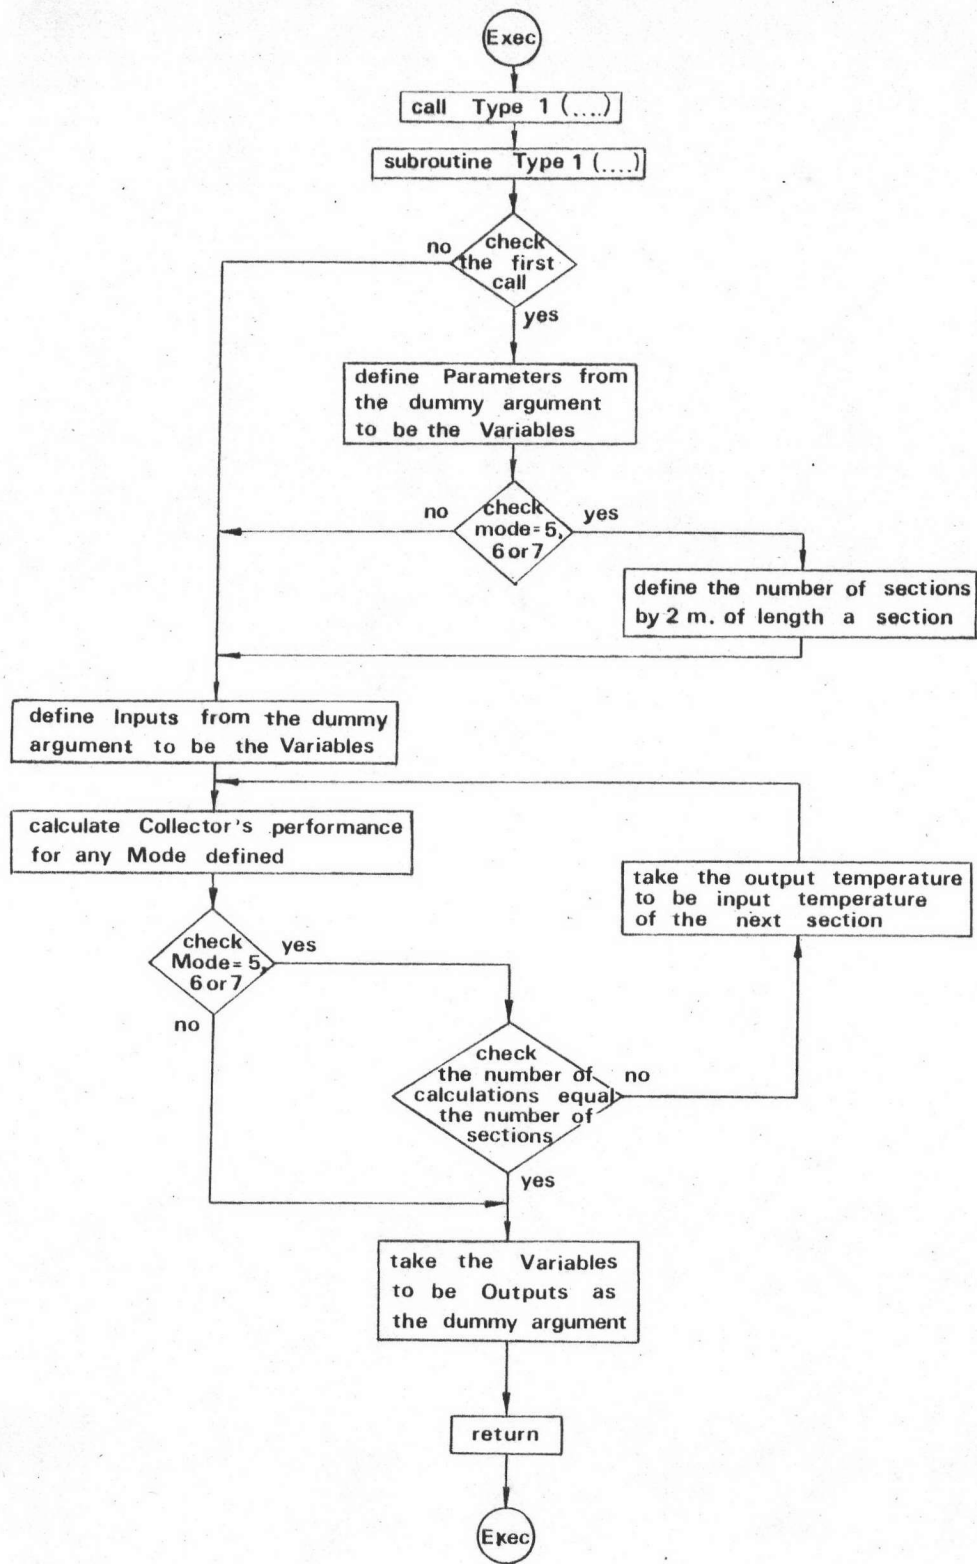 Exec
call Type 1 (....)
subroutine Type 1 (....)
check
the first
call
no
yes
define Parameters from
the dummy argument
to be the Variables
check
mode=5,
6 or 7
no
yes
define the number of sections
by 2 m. of length a section
define Inputs from the dummy
argument to be the Variables
calculate Collector's performance
for any Mode defined
take the output temperature
to be input temperature
of the next section
check
Mode=5,
6 or 7
yes
no
check
the number of
calculations equal
the number of
sections
no
yes
take the Variables
to be Outputs as
the dummy argument
return
Exec